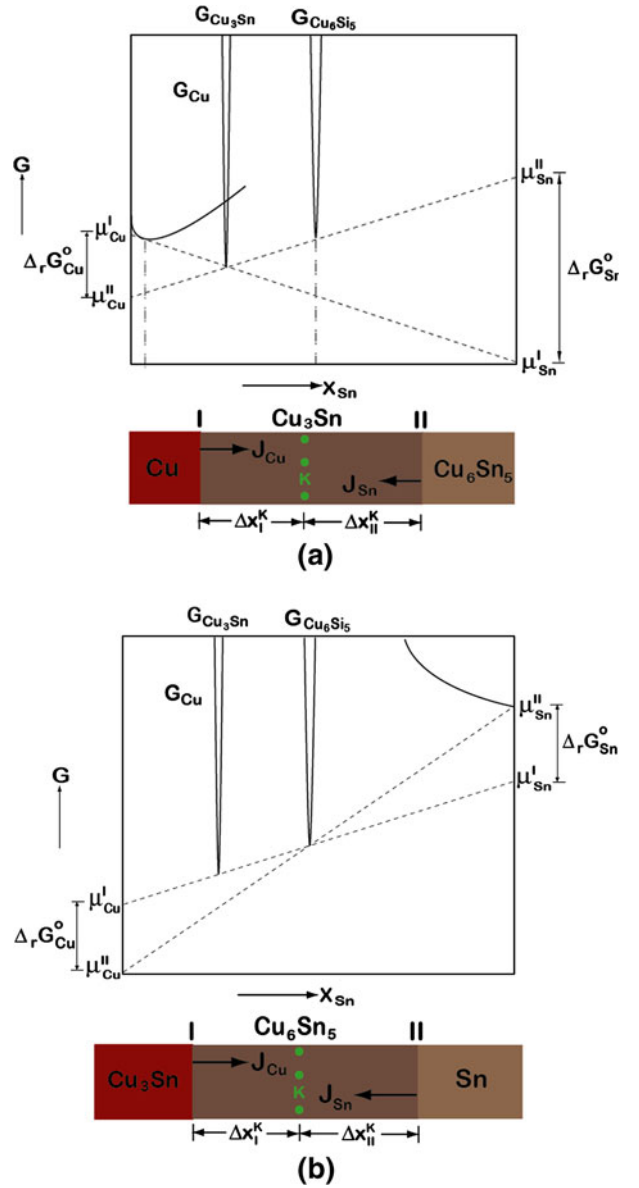 G_Cu3Sn G_Cu6Si5
G_Cu
G
μ^II_Sn
μ^I_Cu
Δ_rG°_Cu Δ_rG°_Sn
μ^II_Cu
μ^I_Sn
x_Sn
I Cu3Sn II
Cu J_Cu K J_Sn Cu6Sn5
Δx^K_I Δx^K_II
(a)
G_Cu3Sn G_Cu6Si5
G_Cu
μ^II_Sn
Δ_rG°_Sn
G
μ^I_Sn
μ^I_Cu
Δ_rG°_Cu
μ^II_Cu
x_Sn
I Cu6Sn5 II
Cu3Sn J_Cu K J_Sn Sn
Δx^K_I Δx^K_II
(b)